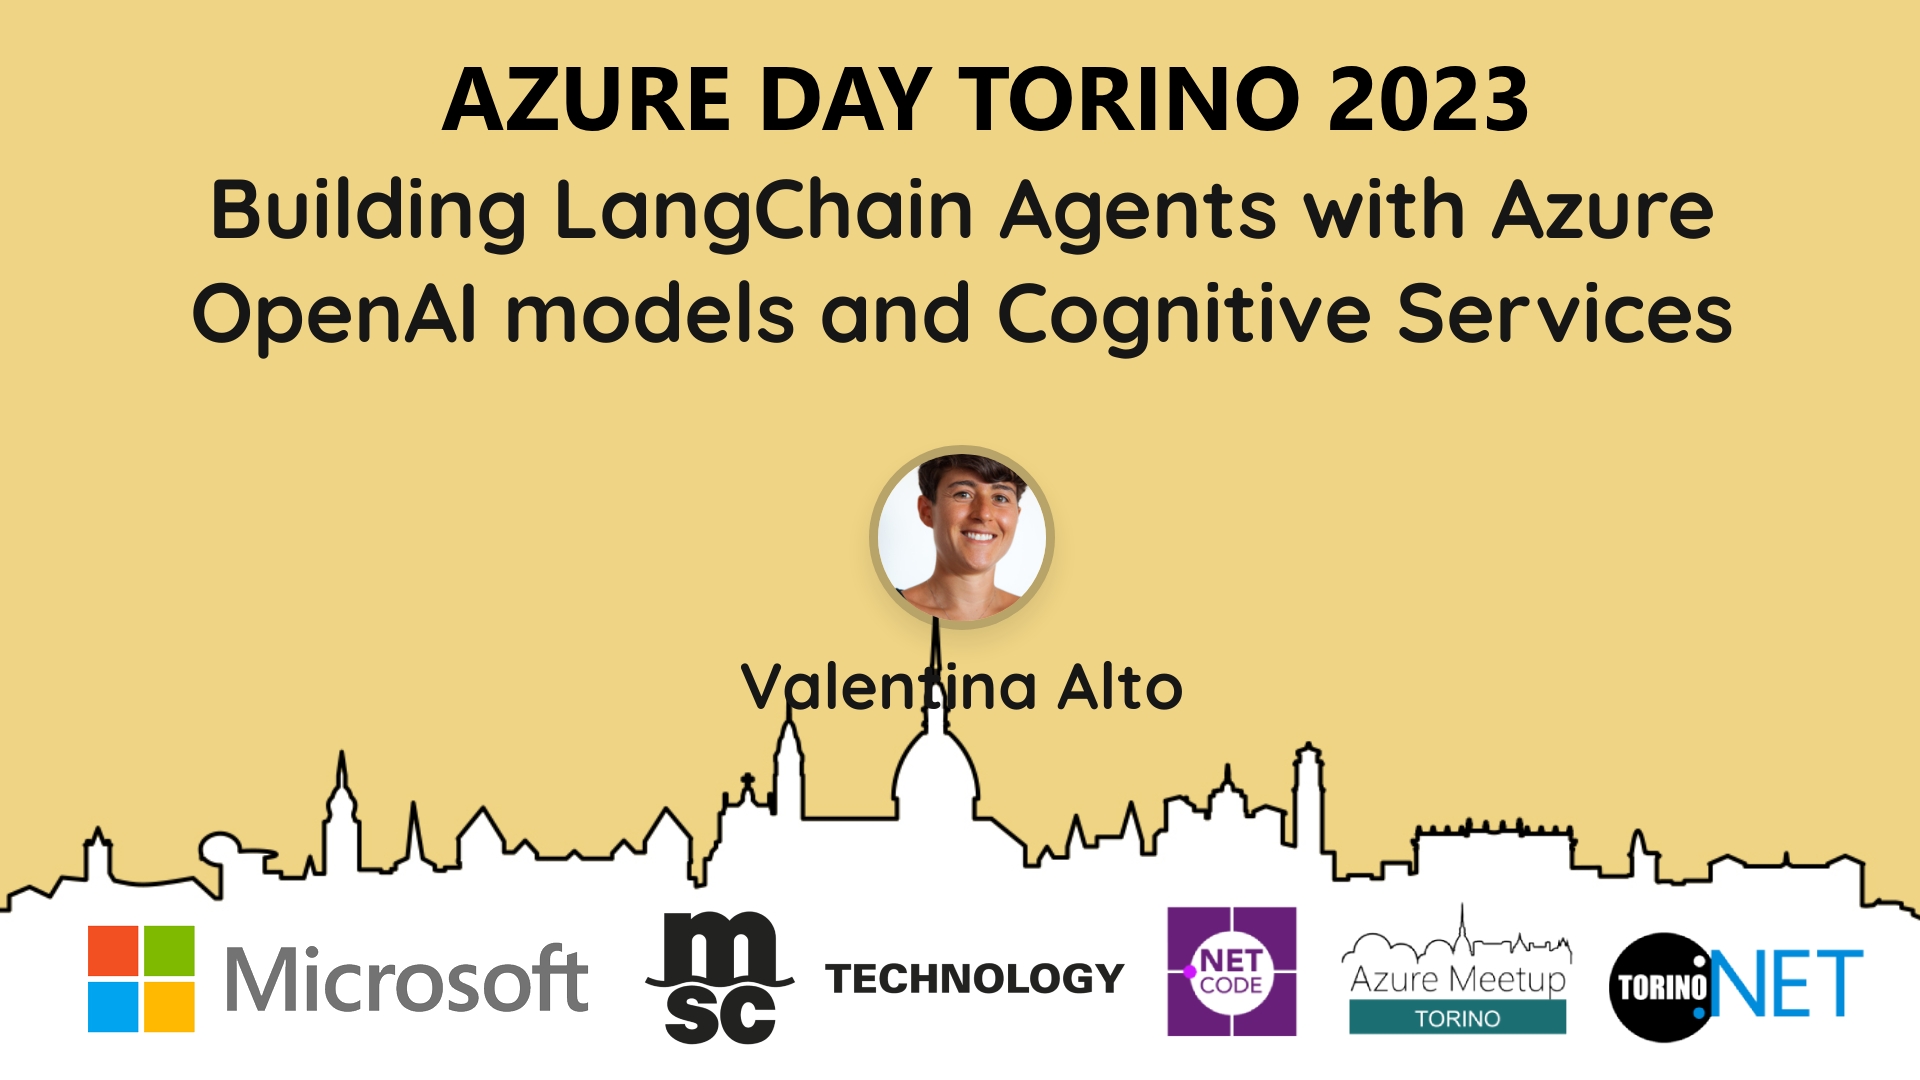 AZURE DAY TORINO 2023
Building LangChain Agents with Azure
OpenAI models and Cognitive Services
Valentina Alto
Microsoft
msc
TECHNOLOGY
NET
CODE
Azure Meetup
TORINO
TORINO
NET